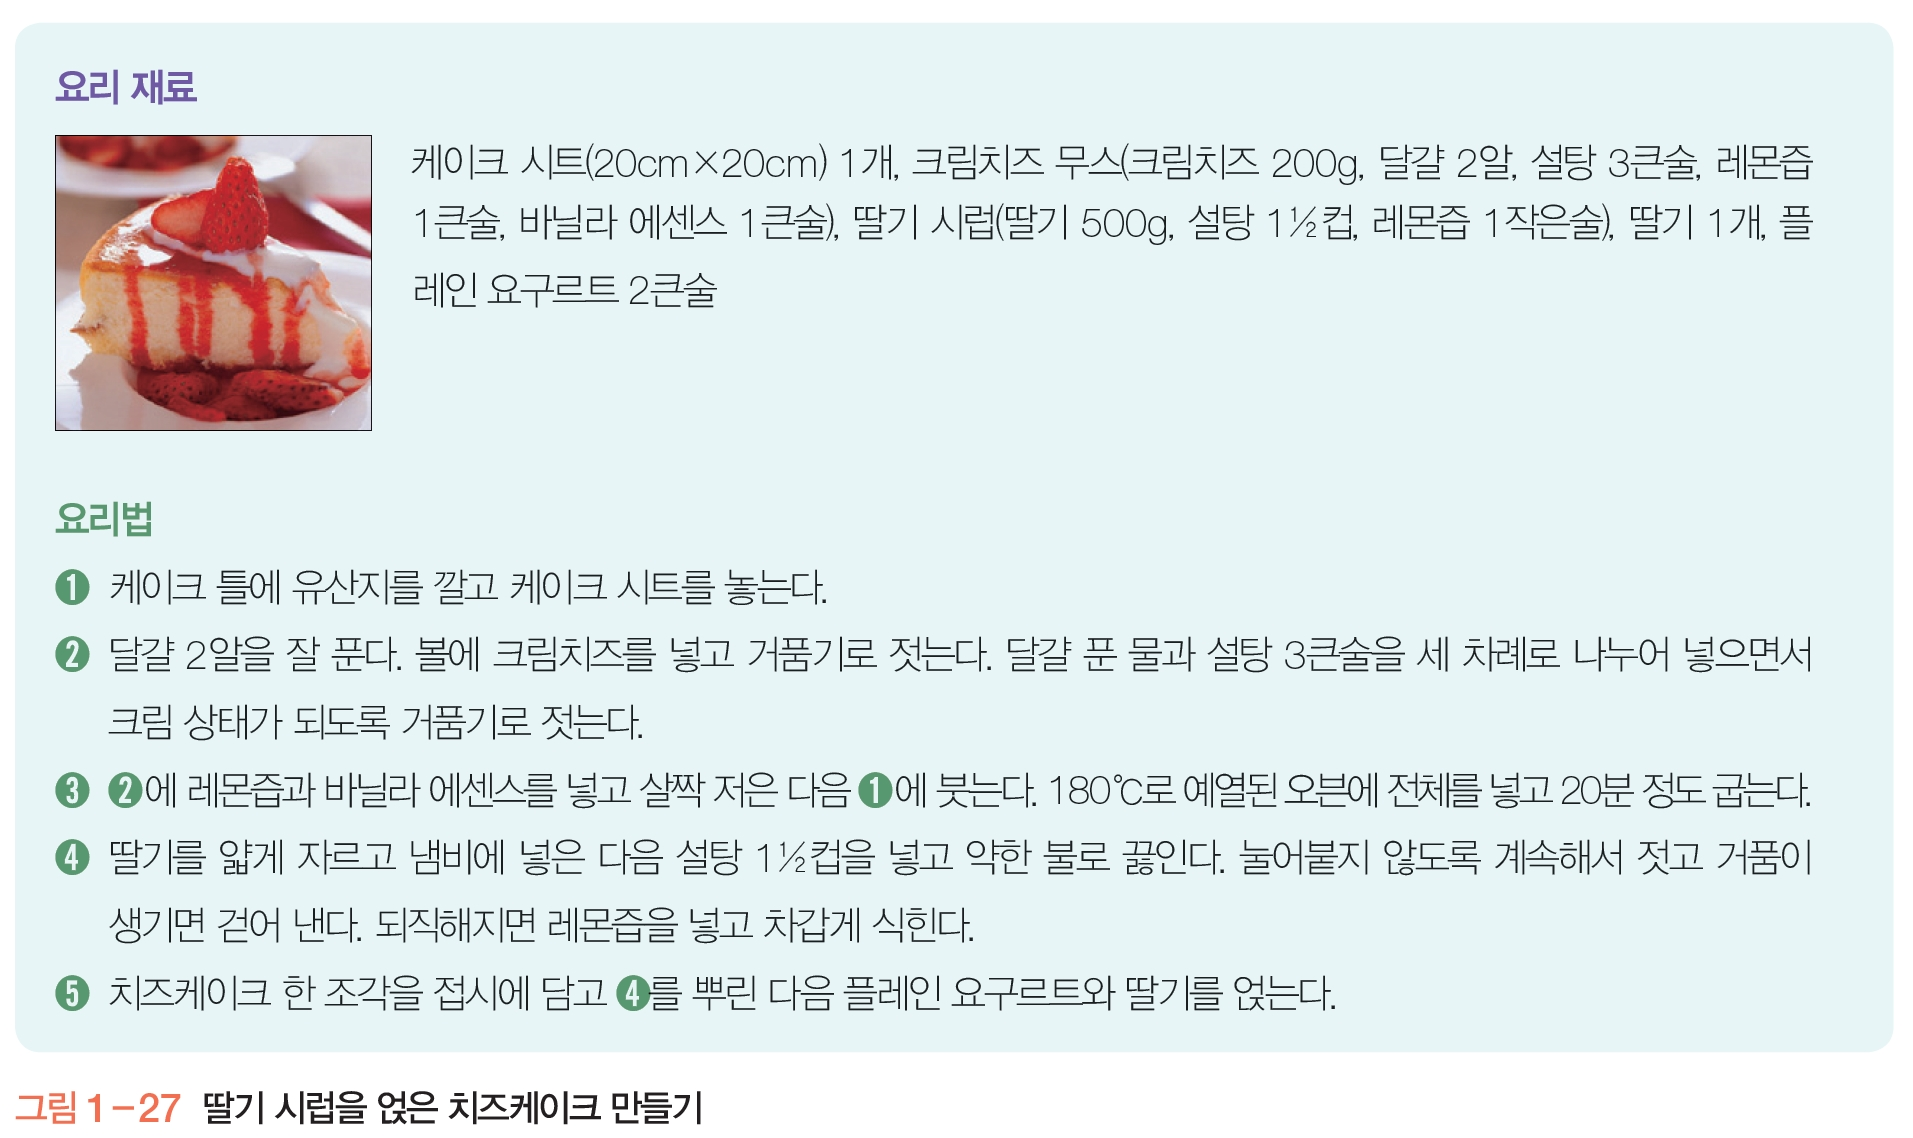 요리 재료
케이크 시트(20cm×20cm) 1개, 크림치즈 무스(크림치즈 200g, 달걀 2알, 설탕 3큰술, 레몬즙
1큰술, 바닐라 에센스 1큰술), 딸기 시럽(딸기 500g, 설탕 1½컵, 레몬즙 1작은술), 딸기 1개, 플
레인 요구르트 2큰술
요리법
❶ 케이크 틀에 유산지를 깔고 케이크 시트를 놓는다.
❷ 달걀 2알을 잘 푼다. 볼에 크림치즈를 넣고 거품기로 젓는다. 달걀 푼 물과 설탕 3큰술을 세 차례로 나누어 넣으면서
크림 상태가 되도록 거품기로 젓는다.
❸ ❷에 레몬즙과 바닐라 에센스를 넣고 살짝 저은 다음 ❶에 붓는다. 180℃로 예열된 오븐에 전체를 넣고 20분 정도 굽는다.
❹ 딸기를 얇게 자르고 냄비에 넣은 다음 설탕 1½컵을 넣고 약한 불로 끓인다. 눌어붙지 않도록 계속해서 젓고 거품이
생기면 걷어 낸다. 되직해지면 레몬즙을 넣고 차갑게 식힌다.
❺ 치즈케이크 한 조각을 접시에 담고 ❹를 뿌린 다음 플레인 요구르트와 딸기를 얹는다.
그림 1-27 딸기 시럽을 얹은 치즈케이크 만들기